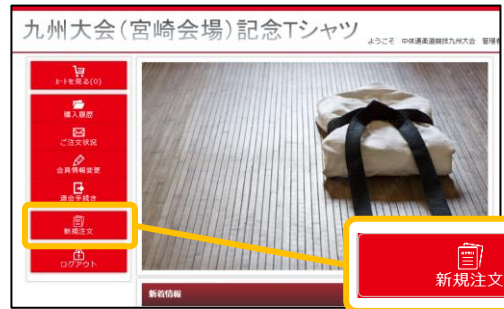 九州大会(宮崎会場)記念Tシャツ
ようこそ 中体連柔道競技九州大会 管理者
カートを見る(0)
購入履歴
ご注文状況
会員情報変更
退会手続き
新規注文
ログアウト
新着情報
新規注文